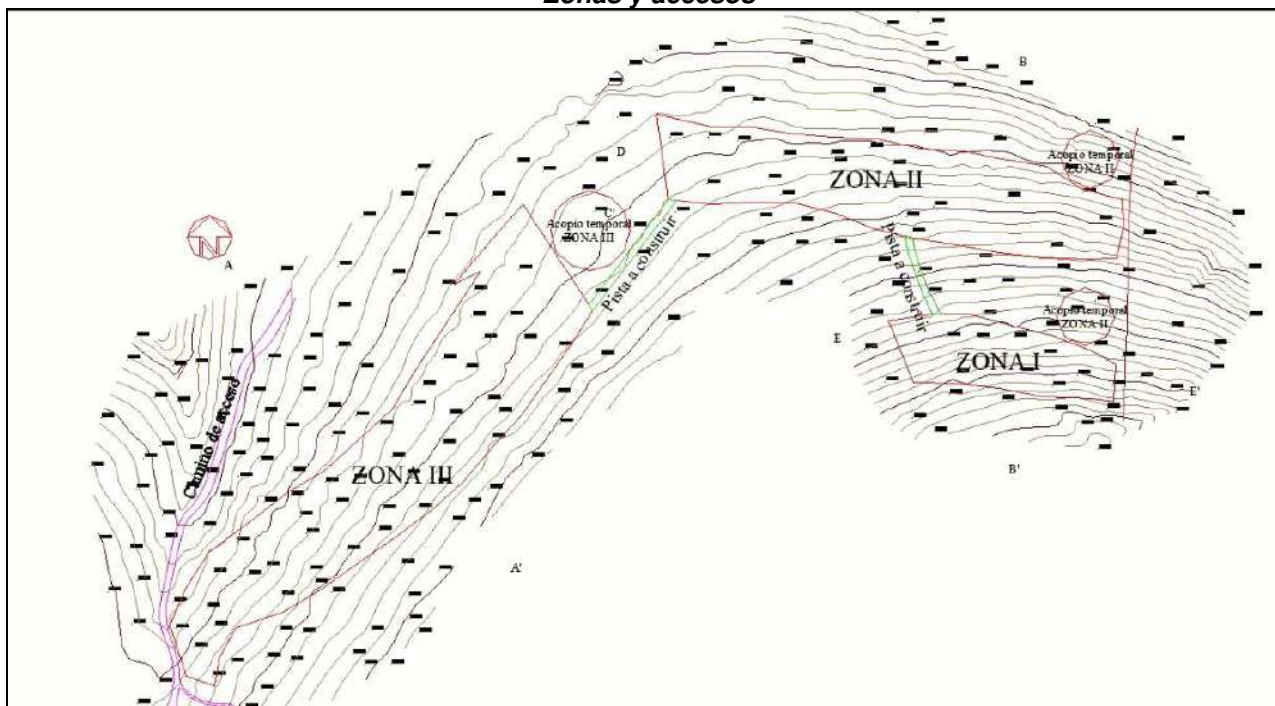 Zonas y accesos
B
D
Acopio temporal
ZONA II
ZONA II
C
Acopio temporal
ZONA III
Pista a construir
Pista a construir
N
A
Acopio temporal
ZONA II
E
ZONA I
E'
Camino de acceso
ZONA III
B'
A'